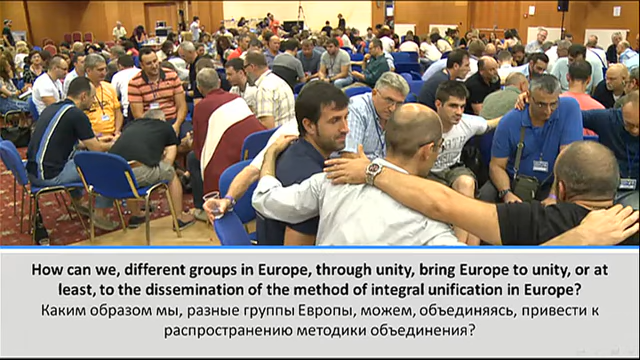 How can we, different groups in Europe, through unity, bring Europe to unity, or at
least, to the dissemination of the method of integral unification in Europe?
Каким образом мы, разные группы Европы, можем, объединяясь, привести к
распространению методики объединения?